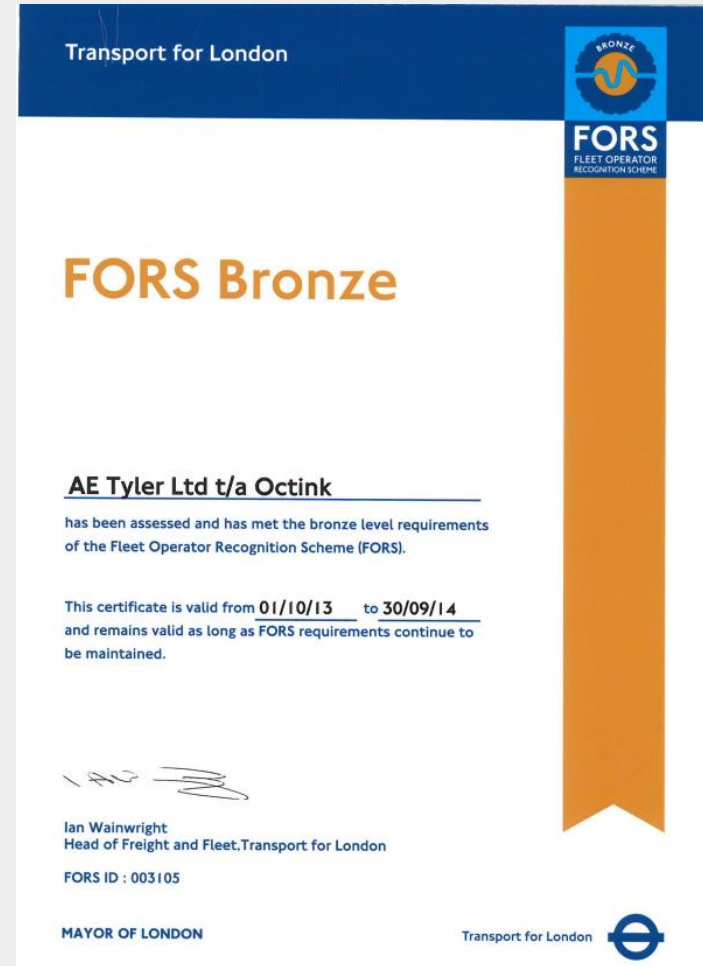 Transport for London
BRONZE
FORS
FLEET OPERATOR
RECOGNITION SCHEME
FORS Bronze
AE Tyler Ltd t/a Octink
has been assessed and has met the bronze level requirements
of the Fleet Operator Recognition Scheme (FORS).
This certificate is valid from 01/10/13 to 30/09/14
and remains valid as long as FORS requirements continue to
be maintained.
Ian Wainwright
Head of Freight and Fleet,Transport for London
FORS ID : 003105
MAYOR OF LONDON
Transport for London